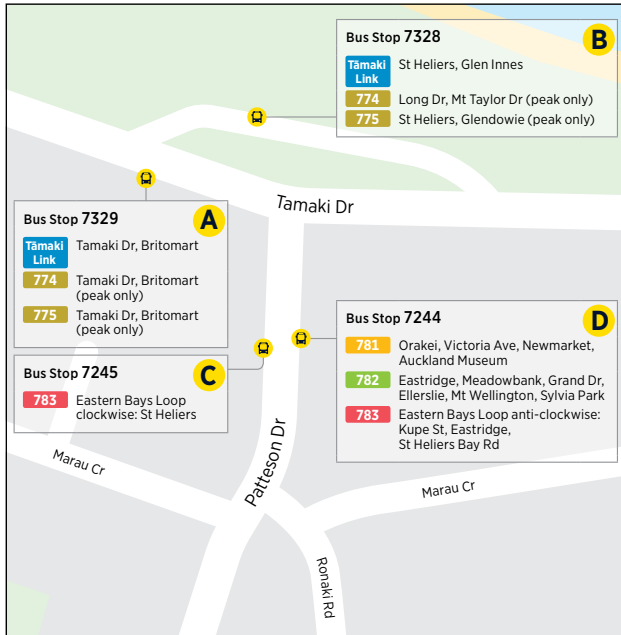 Bus Stop 7328
B
Tāmaki Link
St Heliers, Glen Innes
774
Long Dr, Mt Taylor Dr (peak only)
775
St Heliers, Glendowie (peak only)
Tamaki Dr
Bus Stop 7329
A
Tāmaki Link
Tamaki Dr, Britomart
774
Tamaki Dr, Britomart
(peak only)
775
Tamaki Dr, Britomart
(peak only)
Bus Stop 7244
D
781
Orakei, Victoria Ave, Newmarket,
Auckland Museum
782
Eastridge, Meadowbank, Grand Dr,
Ellerslie, Mt Wellington, Sylvia Park
783
Eastern Bays Loop anti-clockwise:
Kupe St, Eastridge,
St Heliers Bay Rd
Bus Stop 7245
C
783
Eastern Bays Loop
clockwise: St Heliers
Patteson Dr
Marau Cr
Marau Cr
Ronaki Rd